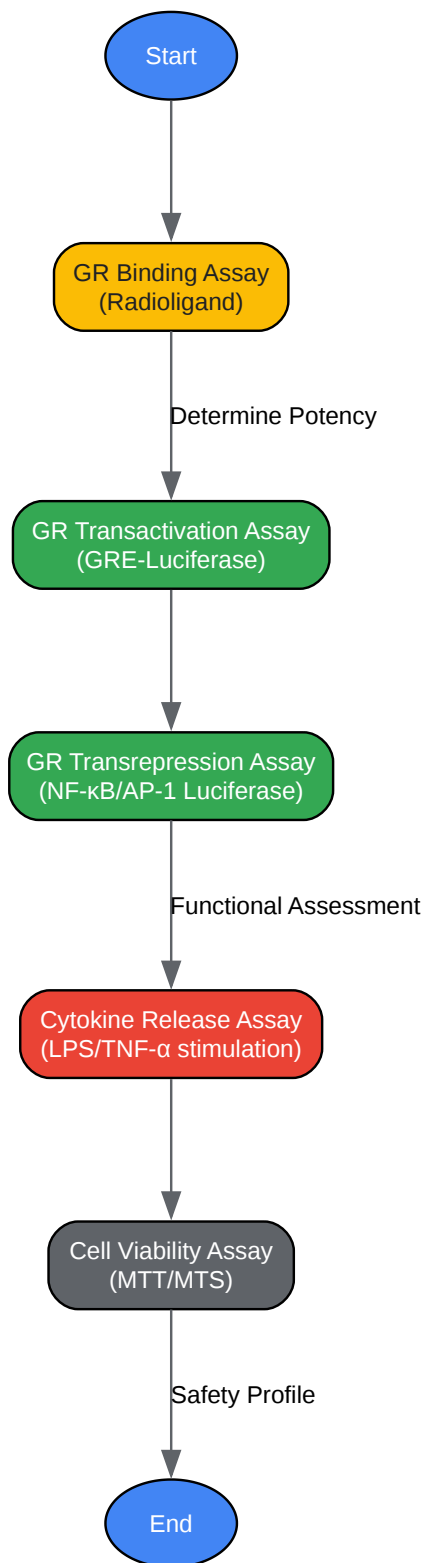 Start
GR Binding Assay
(Radioligand)
Determine Potency
GR Transactivation Assay
(GRE-Luciferase)
GR Transrepression Assay
(NF-κB/AP-1 Luciferase)
Functional Assessment
Cytokine Release Assay
(LPS/TNF-α stimulation)
Cell Viability Assay
(MTT/MTS)
Safety Profile
End